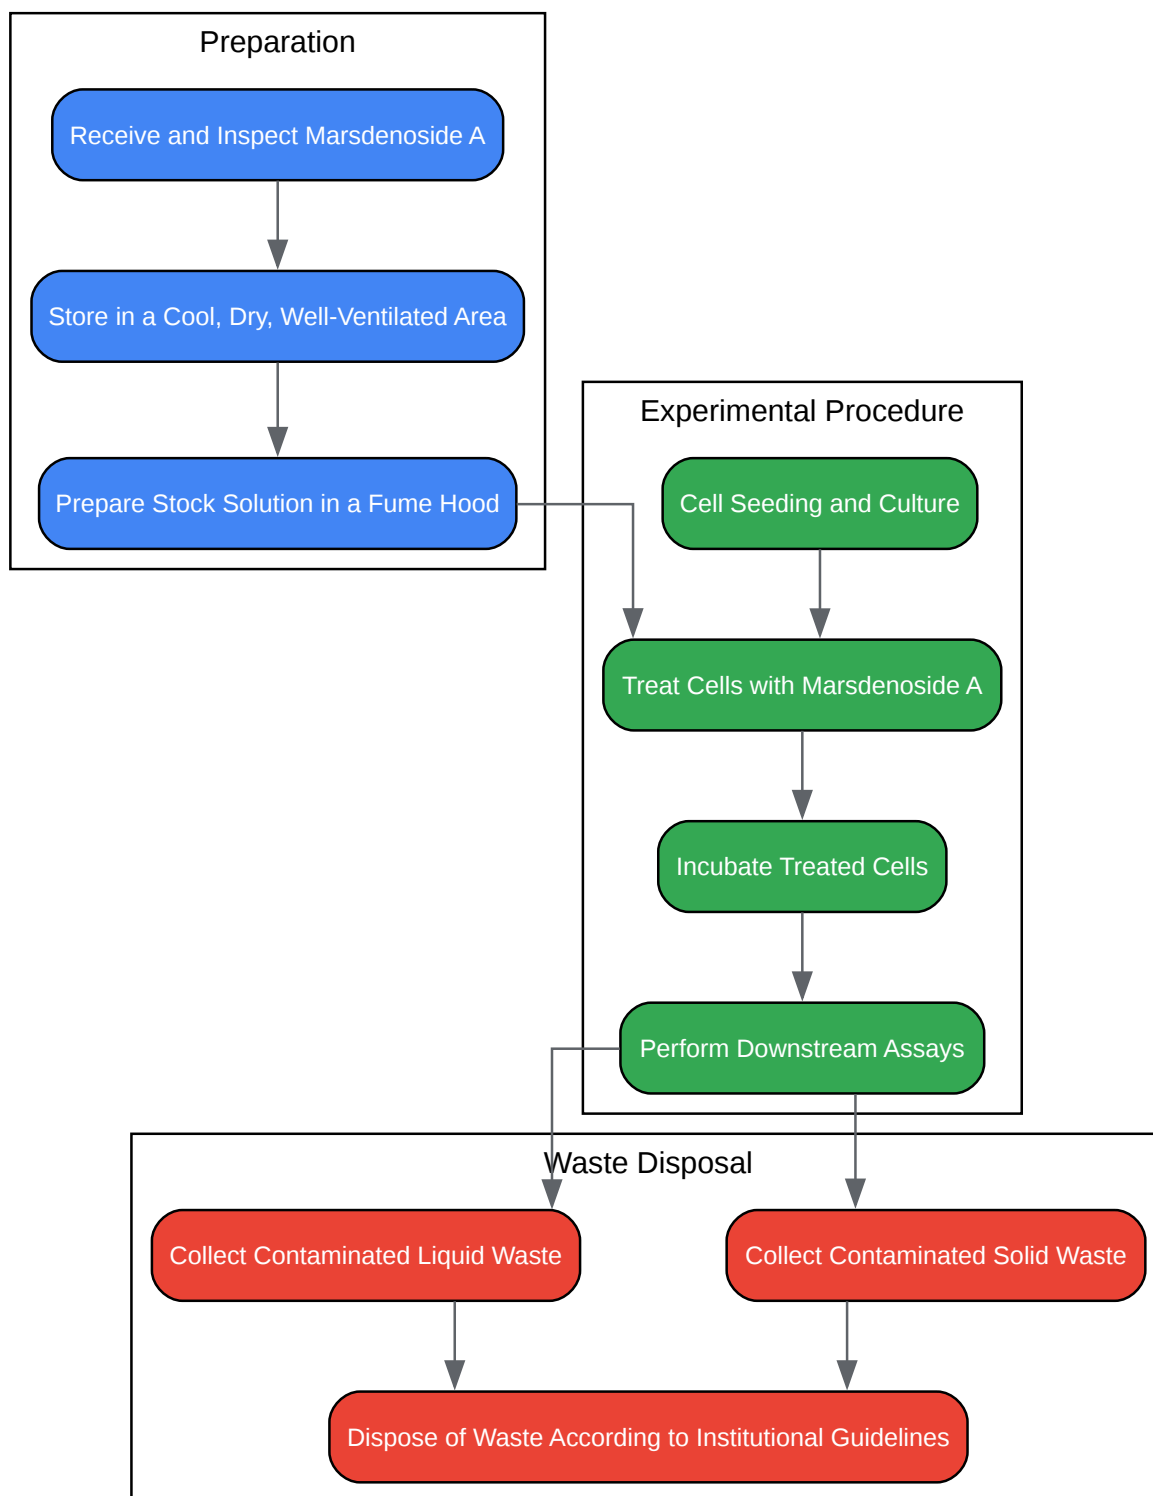 Preparation
Receive and Inspect Marsdenoside A
Store in a Cool, Dry, Well-Ventilated Area
Prepare Stock Solution in a Fume Hood
Experimental Procedure
Cell Seeding and Culture
Treat Cells with Marsdenoside A
Incubate Treated Cells
Perform Downstream Assays
Waste Disposal
Collect Contaminated Liquid Waste
Collect Contaminated Solid Waste
Dispose of Waste According to Institutional Guidelines